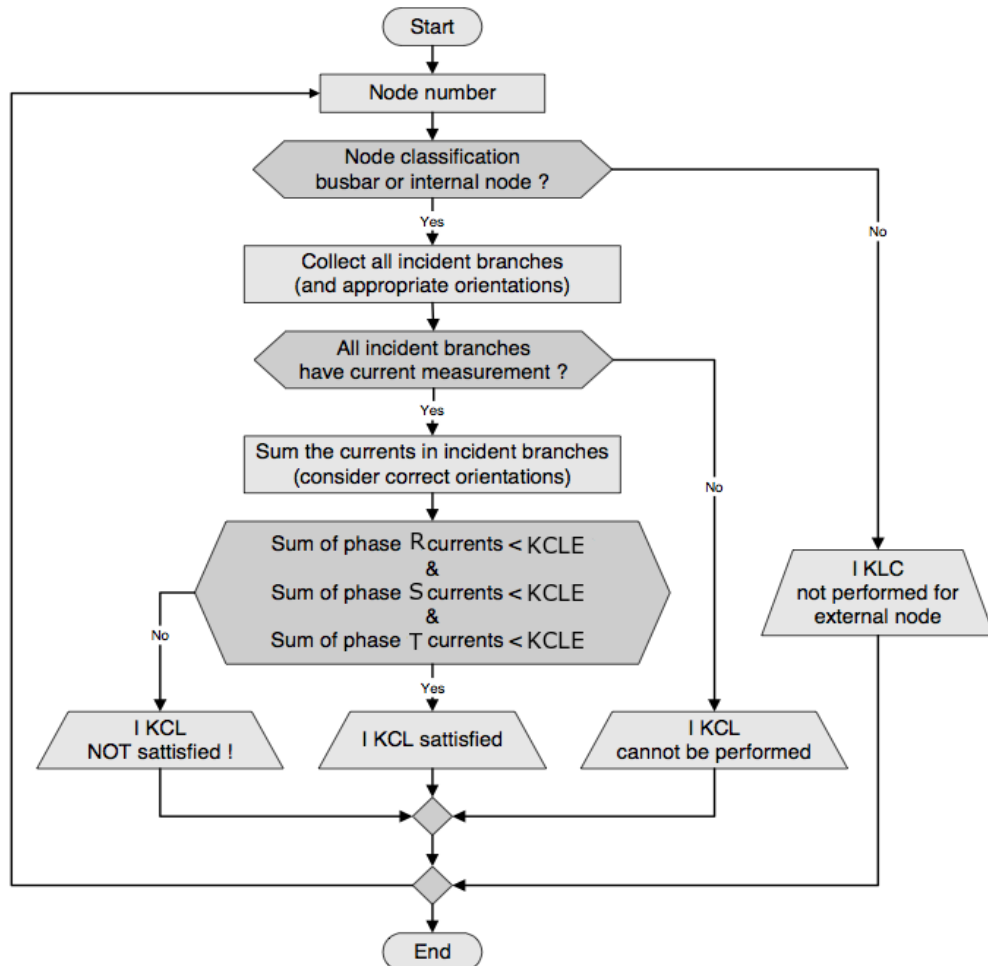 Start
Node number
Node classification
busbar or internal node ?
Yes
No
Collect all incident branches
(and appropriate orientations)
All incident branches
have current measurement ?
Yes
No
Sum the currents in incident branches
(consider correct orientations)
Sum of phase R currents < KCLE
&
Sum of phase S currents < KCLE
&
Sum of phase T currents < KCLE
No
Yes
I KLC
not performed for
external node
I KCL
NOT sattisfied !
I KCL sattisfied
I KCL
cannot be performed
End